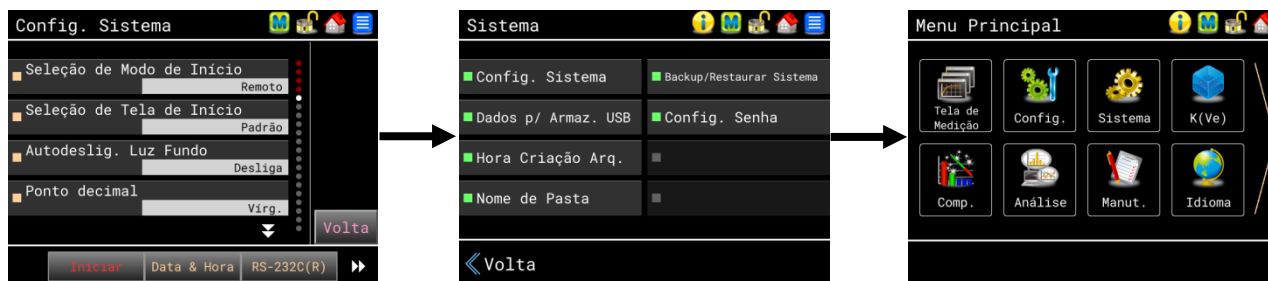 Config. Sistema
Seleção de Modo de Início
Remoto
Seleção de Tela de Início
Padrão
Autodeslig. Luz Fundo
Desliga
Ponto decimal
Vírg.
Volta
Iniciar
Data & Hora
RS-232C(R)
Sistema
Config. Sistema
Backup/Restaurar Sistema
Dados p/ Armaz. USB
Config. Senha
Hora Criação Arq.
Nome de Pasta
Volta
Menu Principal
Tela de
Medição
Config.
Sistema
K(Ve)
Comp.
Análise
Manut.
Idioma